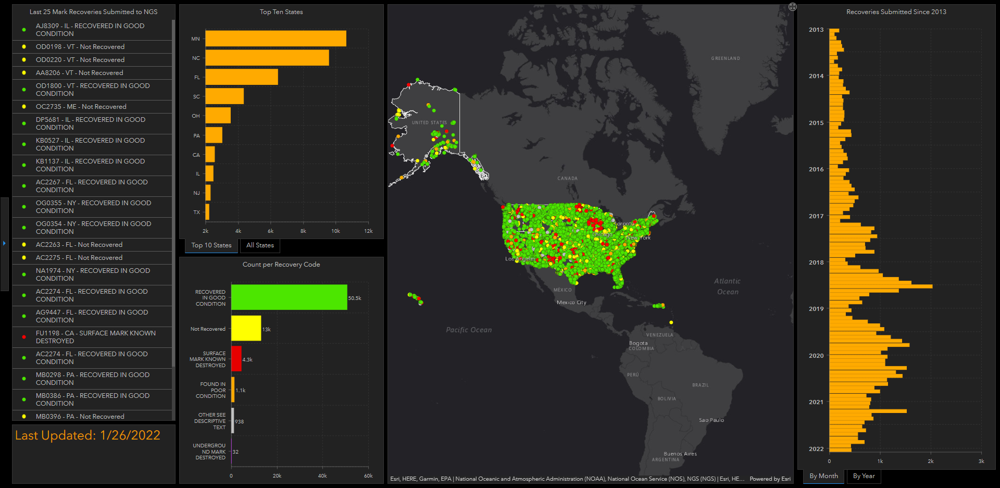 Last 25 Mark Recoveries Submitted to NGS
AJ8309 - IL - RECOVERED IN GOOD
CONDITION
OD0198 - VT - Not Recovered
OD0220 - VT - Not Recovered
AA8206 - VT - Not Recovered
OD1800 - VT - RECOVERED IN GOOD
CONDITION
OC2735 - ME - Not Recovered
DP5681 - IL - RECOVERED IN GOOD
CONDITION
KB0527 - IL - RECOVERED IN GOOD
CONDITION
KB1137 - IL - RECOVERED IN GOOD
CONDITION
AC2267 - FL - RECOVERED IN GOOD
CONDITION
OG0355 - NY - RECOVERED IN GOOD
CONDITION
OG0354 - NY - RECOVERED IN GOOD
CONDITION
AC2263 - FL - Not Recovered
AC2275 - FL - Not Recovered
NA1974 - NY - RECOVERED IN GOOD
CONDITION
AC2274 - FL - RECOVERED IN GOOD
CONDITION
AG9447 - FL - RECOVERED IN GOOD
CONDITION
FU1198 - CA - SURFACE MARK KNOWN
DESTROYED
AC2274 - FL - RECOVERED IN GOOD
CONDITION
MB0298 - PA - RECOVERED IN GOOD
CONDITION
MB0386 - PA - RECOVERED IN GOOD
CONDITION
MB0396 - PA - Not Recovered
Last Updated: 1/26/2022
Top Ten States
MN
NC
FL
SC
OH
PA
CA
IL
NJ
TX
2k 4k 6k 8k 10k 12k
Top 10 States All States
Count per Recovery Code
RECOVERED
IN GOOD
CONDITION
50.5k
Not Recovered
13k
SURFACE
MARK KNOWN
DESTROYED
4.3k
FOUND IN
POOR
CONDITION
1.1k
OTHER SEE
DESCRIPTIVE
TEXT
938
UNDERGROU
ND MARK
DESTROYED
32
0 20k 40k 60k
GREENLAND
UNITED STATES
CANADA
Toronto
Chicago
New York
Los Angeles
MÉXICO
Mexico City
Atlantic
Ocean
Pacific Ocean
VENEZUELA
Bogota
COLOMBIA
PERÚ
BRAZIL
BOLIVIA
Sao Paulo
Buenos Aires
ARGENTINA
Esri, HERE, Garmin, EPA | National Oceanic and Atmospheric Administration (NOAA), National Ocean Service (NOS), NGS (NGS) | Esri, HE... Powered by Esri
Recoveries Submitted Since 2013
2013
2014
2015
2016
2017
2018
2019
2020
2021
2022
0 1k 2k 3k
By Month By Year